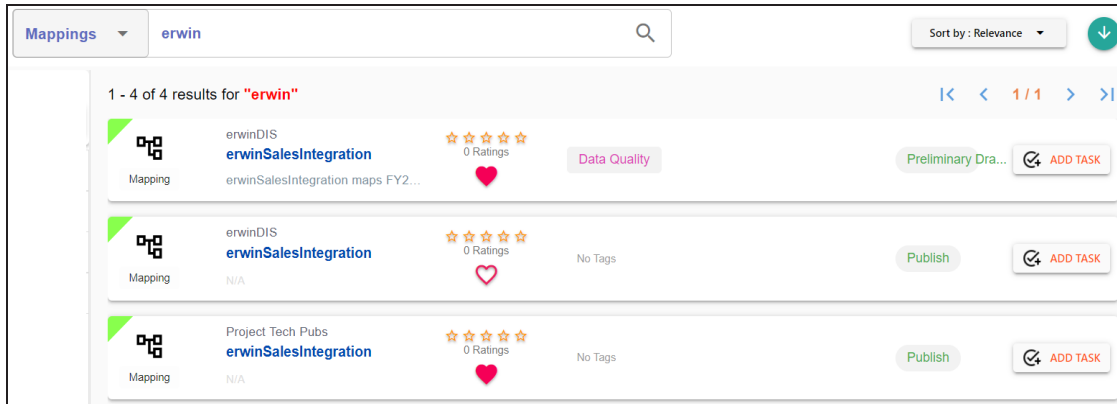 Mappings erwin Sort by : Relevance
1 - 4 of 4 results for "erwin" 1 / 1
erwinDIS
erwinSalesIntegration
0 Ratings
Data Quality
Preliminary Dra...
ADD TASK
Mapping
erwinSalesIntegration maps FY2...
erwinDIS
erwinSalesIntegration
0 Ratings
No Tags
Publish
ADD TASK
Mapping
N/A
Project Tech Pubs
erwinSalesIntegration
0 Ratings
No Tags
Publish
ADD TASK
Mapping
N/A